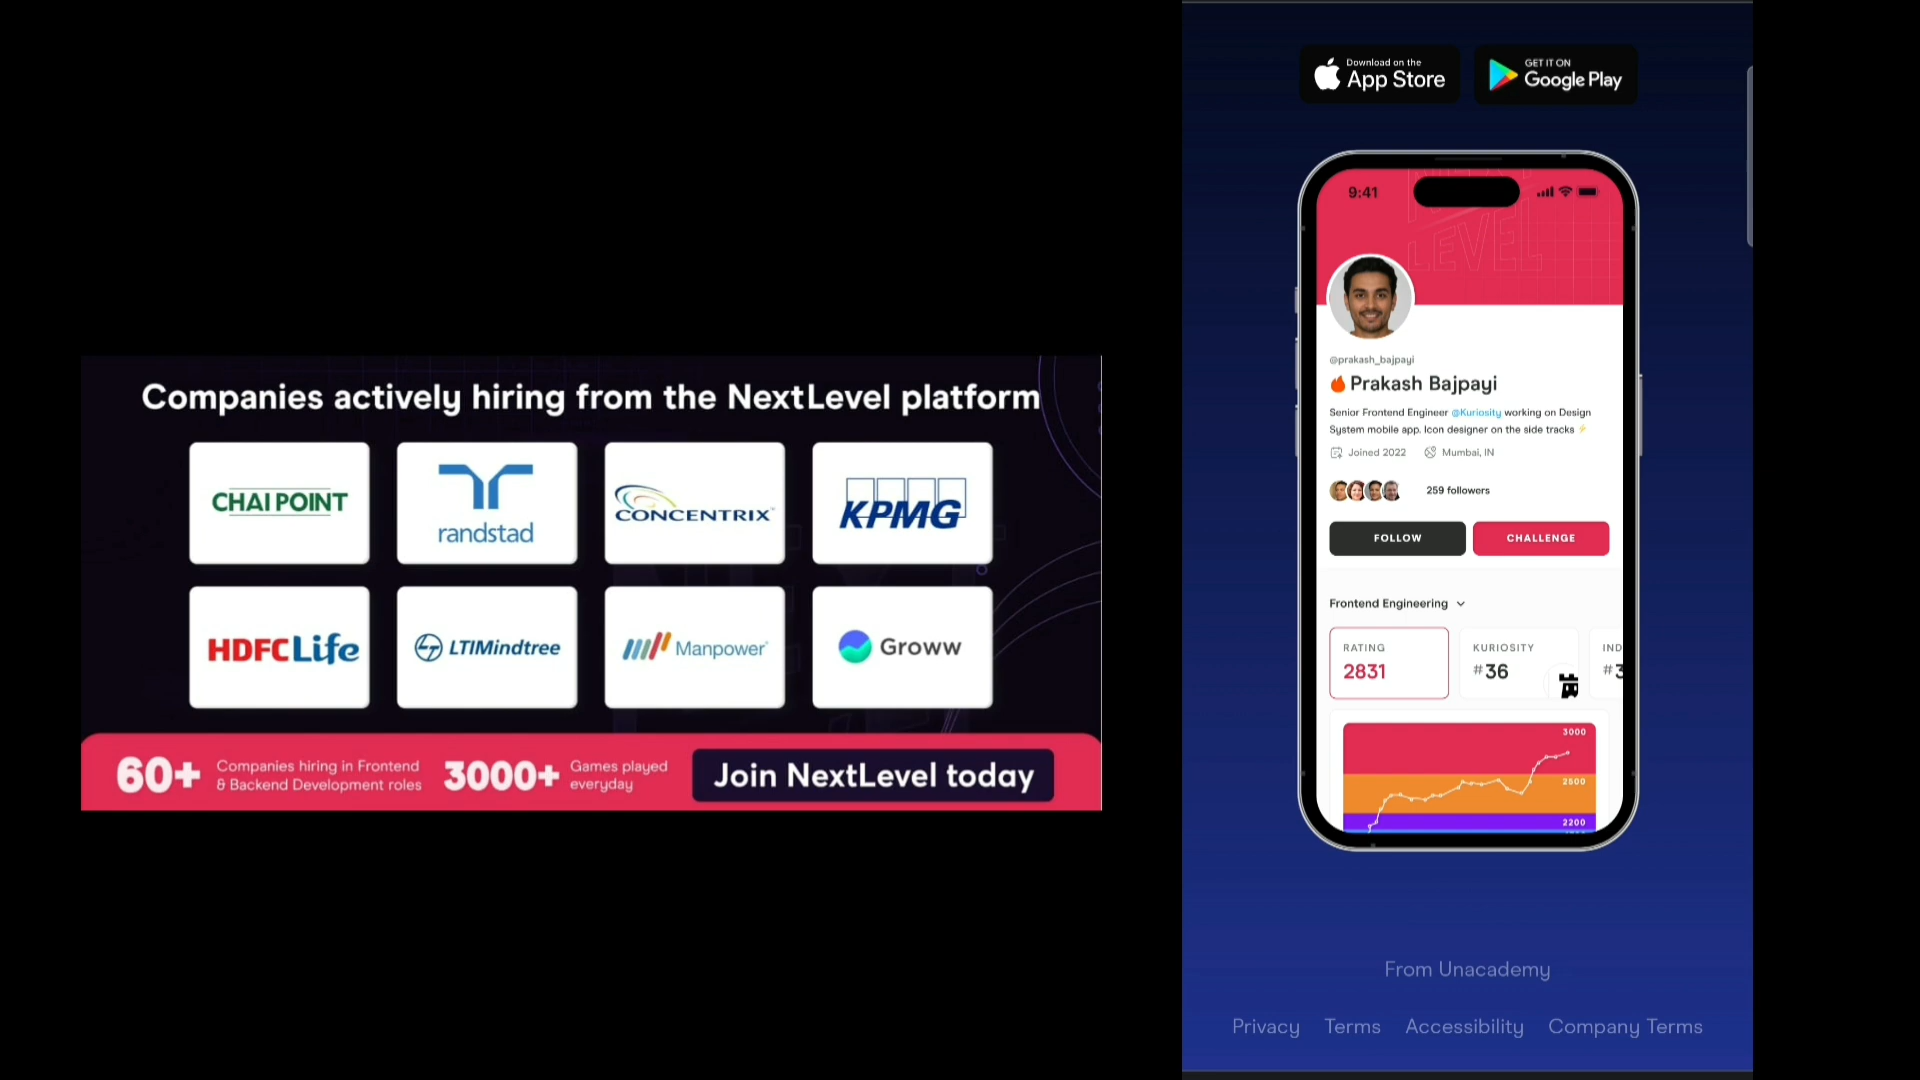 Companies actively hiring from the NextLevel platform
CHAI POINT
randstad
CONCENTRIX
KPMG
HDFC Life
LTIMindtree
Manpower
Groww
60+
Companies hiring in Frontend
& Backend Development roles
3000+
Games played
everyday
Join NextLevel today
Download on the
App Store
GET IT ON
Google Play
9:41
LEVEL
@prakash_bajpayi
Prakash Bajpayi
Senior Frontend Engineer @Kuriosity working on Design
System mobile app. Icon designer on the side tracks
Joined 2022
Mumbai, IN
259 followers
FOLLOW
CHALLENGE
Frontend Engineering
RATING
2831
KURIOSITY
#36
IND
#3
3000
2500
2200
From Unacademy
Privacy
Terms
Accessibility
Company Terms